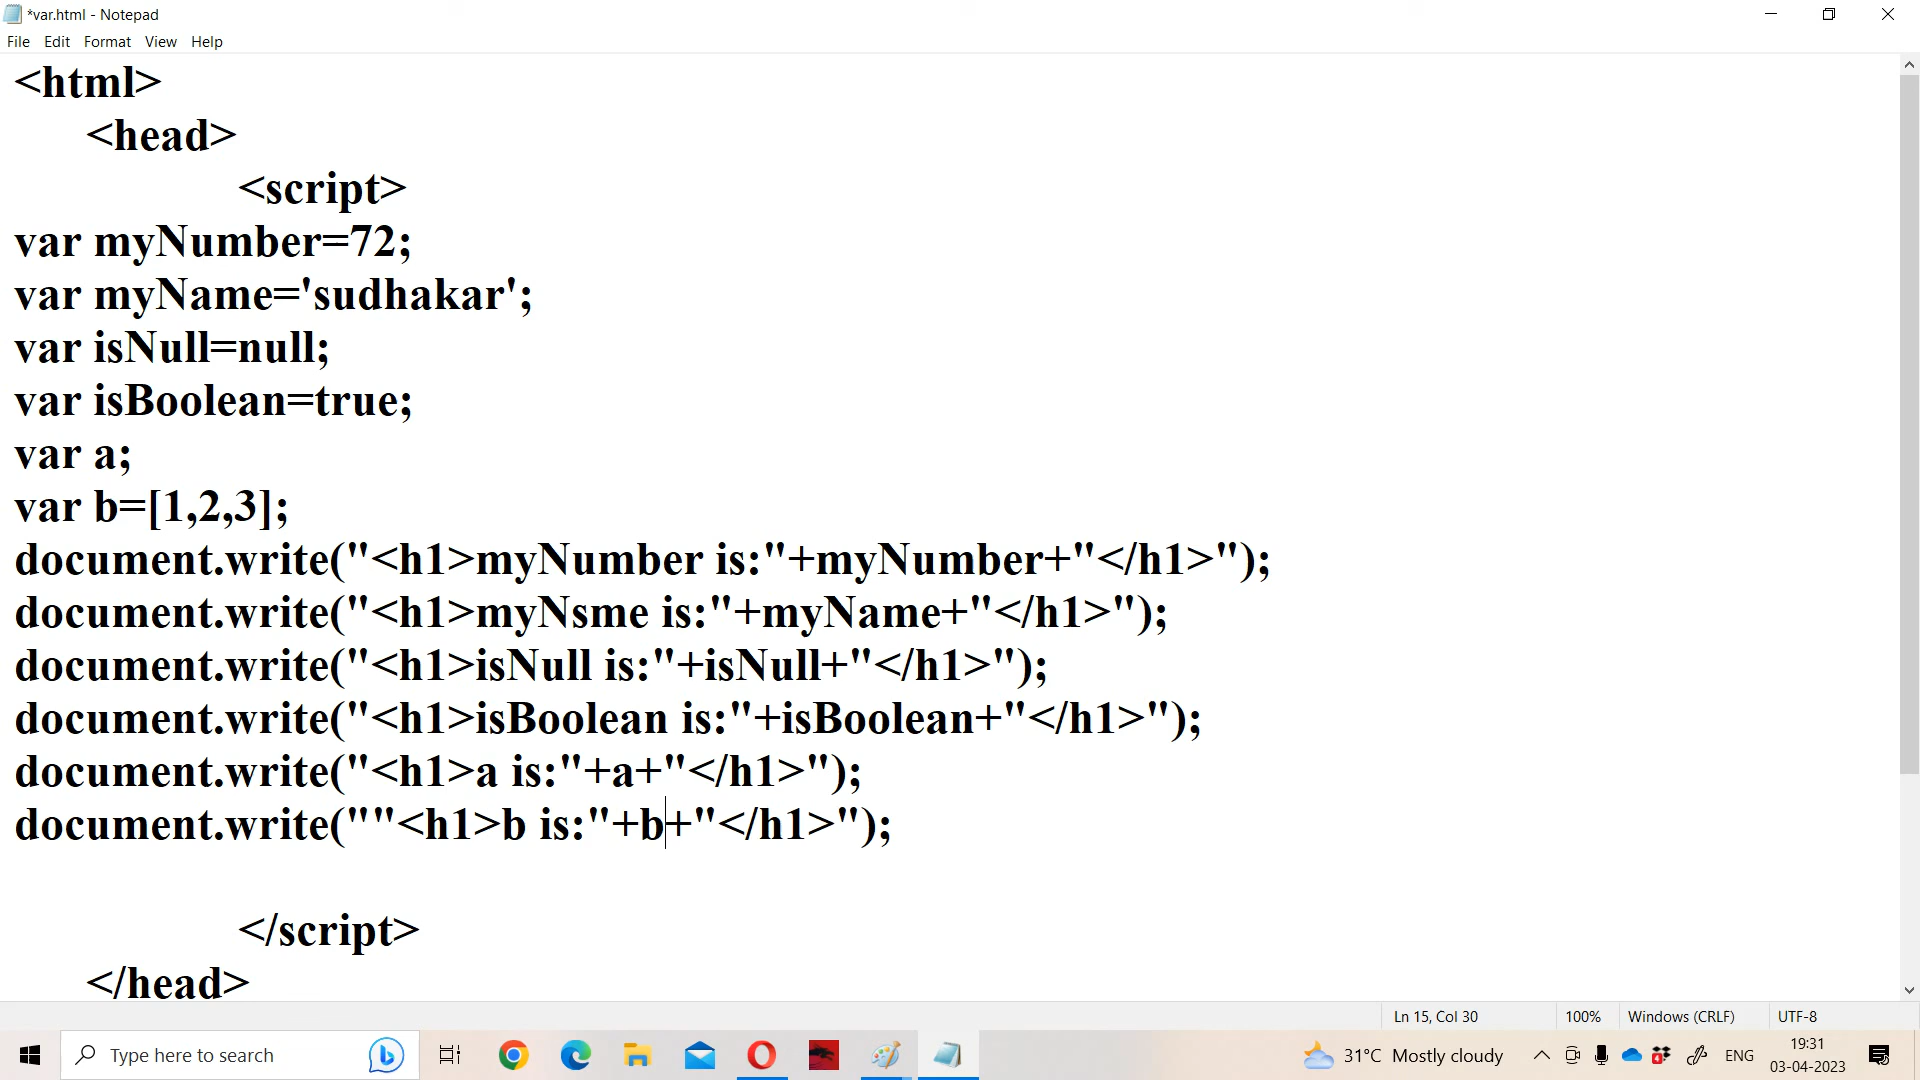 *var.html - Notepad
File Edit Format View Help
<html>
<head>
<script>
var myNumber=72;
var myName='sudhakar';
var isNull=null;
var isBoolean=true;
var a;
var b=[1,2,3];
document.write("<h1>myNumber is:"+myNumber+"</h1>");
document.write("<h1>myNsme is:"+myName+"</h1>");
document.write("<h1>isNull is:"+isNull+"</h1>");
document.write("<h1>isBoolean is:"+isBoolean+"</h1>");
document.write("<h1>a is:"+a+"</h1>");
document.write(""<h1>b is:"+b+"</h1>");
</script>
</head>
Ln 15, Col 30 100% Windows (CRLF) UTF-8
Type here to search 31°C Mostly cloudy ENG 19:31
03-04-2023